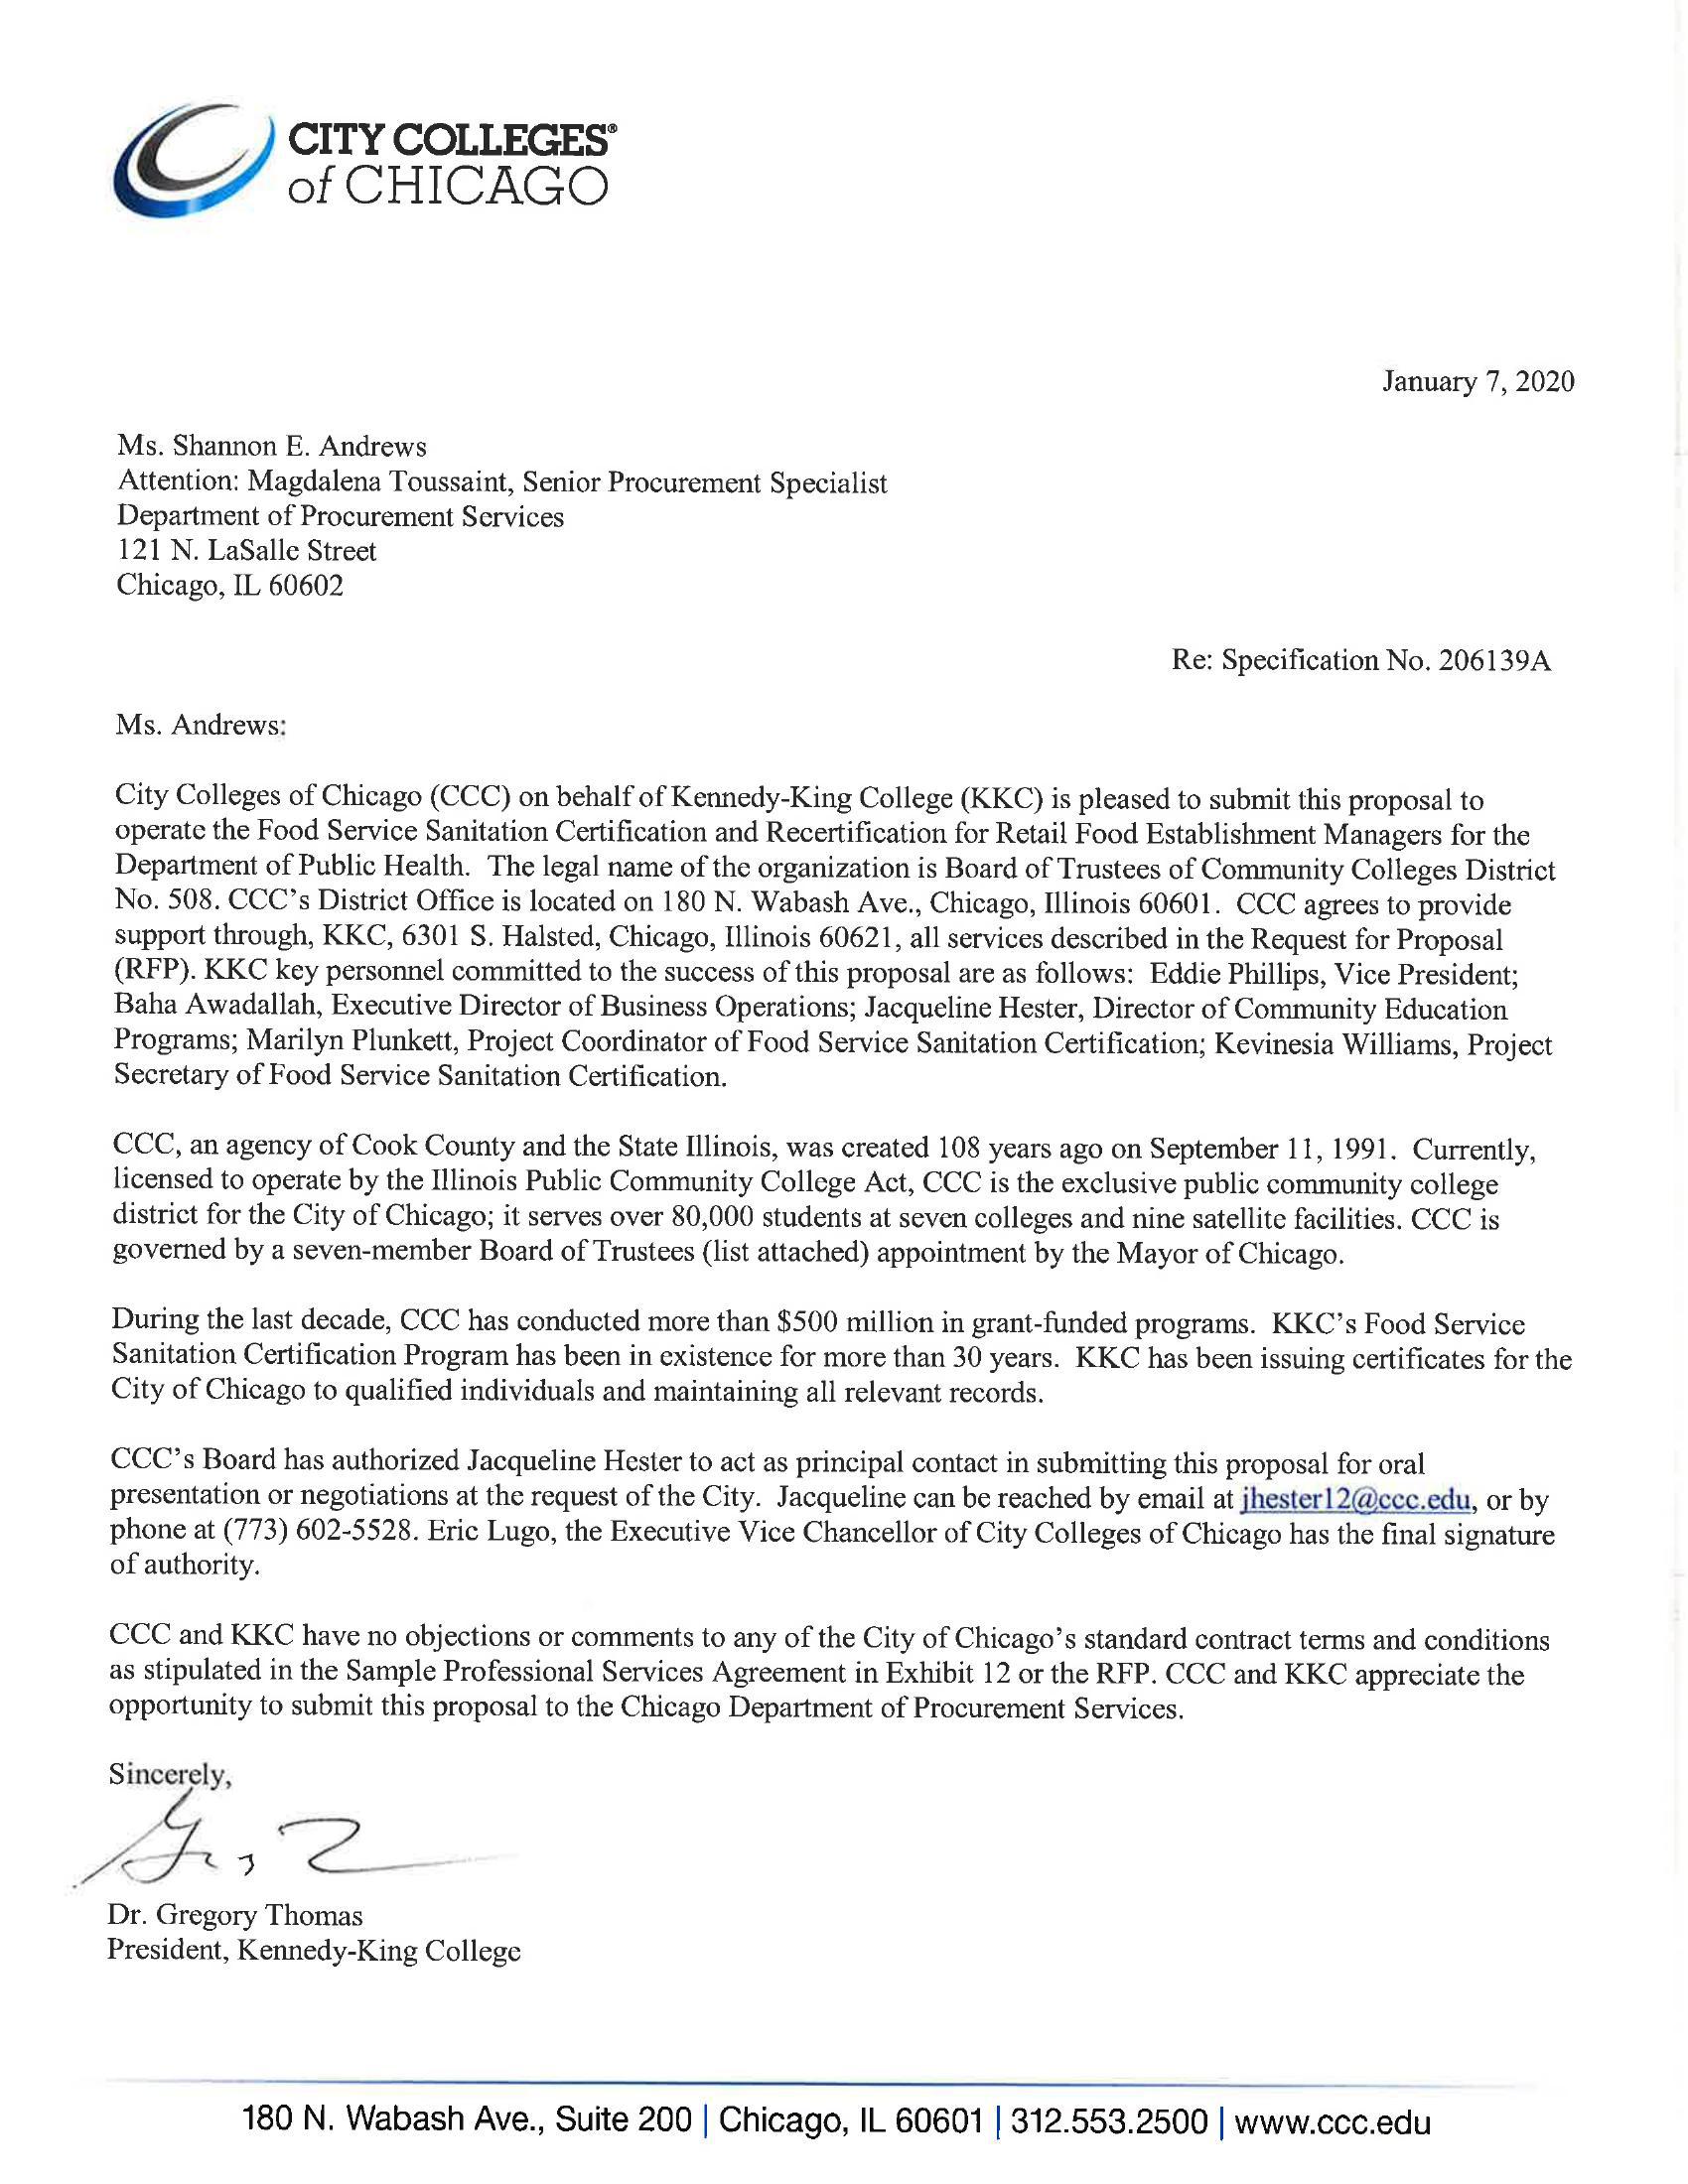 CITY COLLEGES®
of CHICAGO
January 7, 2020
Ms. Shannon E. Andrews
Attention: Magdalena Toussaint, Senior Procurement Specialist
Department of Procurement Services
121 N. LaSalle Street
Chicago, IL 60602
Re: Specification No. 206139A
Ms. Andrews:
City Colleges of Chicago (CCC) on behalf of Kennedy-King College (KKC) is pleased to submit this proposal to
operate the Food Service Sanitation Certification and Recertification for Retail Food Establishment Managers for the
Department of Public Health. The legal name of the organization is Board of Trustees of Community Colleges District
No. 508. CCC's District Office is located on 180 N. Wabash Ave., Chicago, Illinois 60601. CCC agrees to provide
support through, KKC, 6301 S. Halsted, Chicago, Illinois 60621, all services described in the Request for Proposal
(RFP). KKC key personnel committed to the success of this proposal are as follows: Eddie Phillips, Vice President;
Baha Awadallah, Executive Director of Business Operations; Jacqueline Hester, Director of Community Education
Programs; Marilyn Plunkett, Project Coordinator of Food Service Sanitation Certification; Kevinesia Williams, Project
Secretary of Food Service Sanitation Certification.
CCC, an agency of Cook County and the State Illinois, was created 108 years ago on September 11, 1991. Currently,
licensed to operate by the Illinois Public Community College Act, CCC is the exclusive public community college
district for the City of Chicago; it serves over 80,000 students at seven colleges and nine satellite facilities. CCC is
governed by a seven-member Board of Trustees (list attached) appointment by the Mayor of Chicago.
During the last decade, CCC has conducted more than $500 million in grant-funded programs. KKC's Food Service
Sanitation Certification Program has been in existence for more than 30 years. KKC has been issuing certificates for the
City of Chicago to qualified individuals and maintaining all relevant records.
CCC's Board has authorized Jacqueline Hester to act as principal contact in submitting this proposal for oral
presentation or negotiations at the request of the City. Jacqueline can be reached by email at jhester12@ccc.edu, or by
phone at (773) 602-5528. Eric Lugo, the Executive Vice Chancellor of City Colleges of Chicago has the final signature
of authority.
CCC and KKC have no objections or comments to any of the City of Chicago's standard contract terms and conditions
as stipulated in the Sample Professional Services Agreement in Exhibit 12 or the RFP. CCC and KKC appreciate the
opportunity to submit this proposal to the Chicago Department of Procurement Services.
Sincerely,
Dr. Gregory Thomas
President, Kennedy-King College
180 N. Wabash Ave., Suite 200 | Chicago, IL 60601 | 312.553.2500 | www.ccc.edu